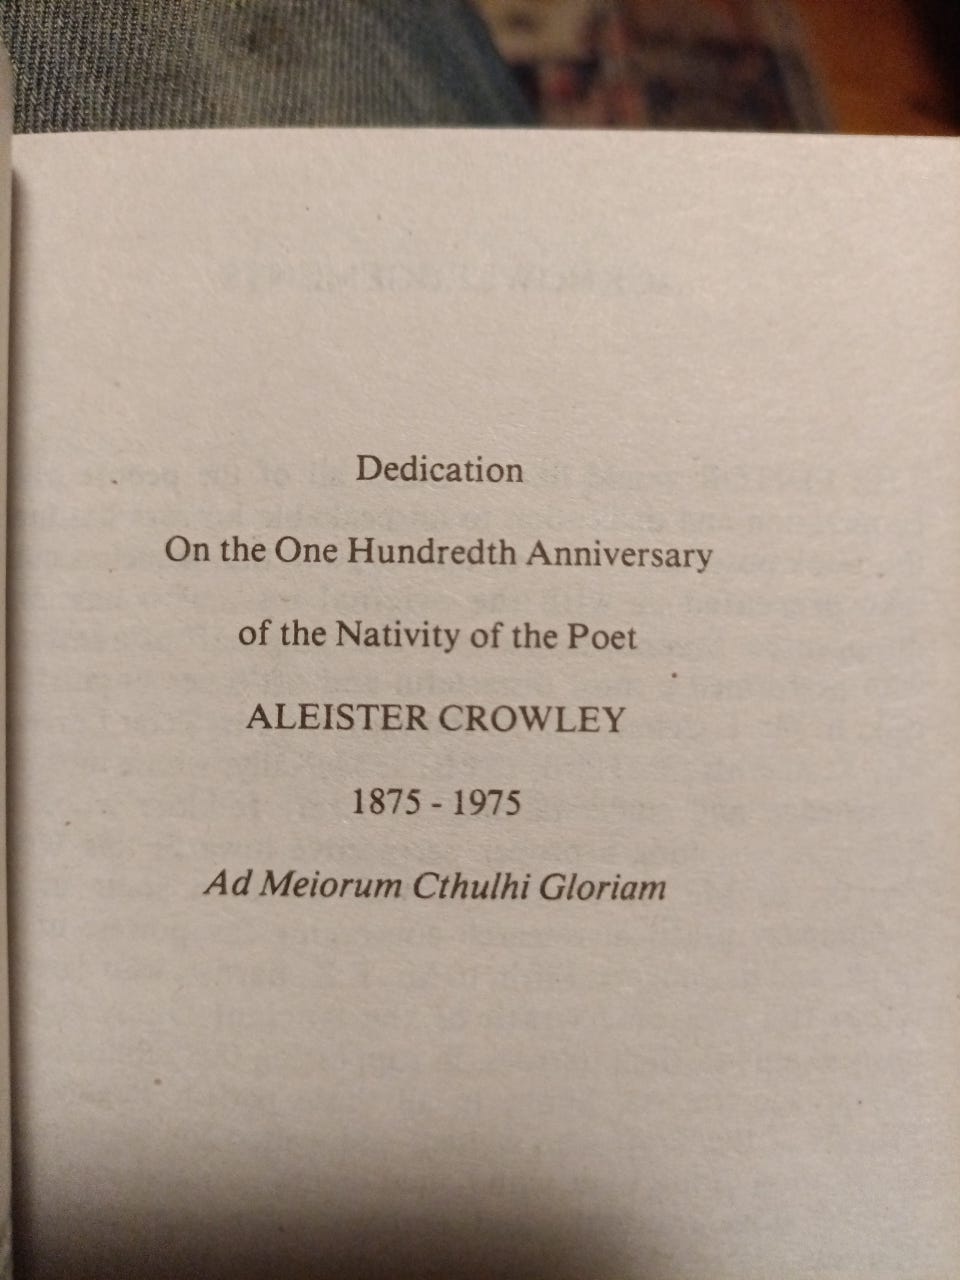 Dedication
On the One Hundredth Anniversary
of the Nativity of the Poet
ALEISTER CROWLEY
1875 - 1975
Ad Meiorum Cthulhi Gloriam